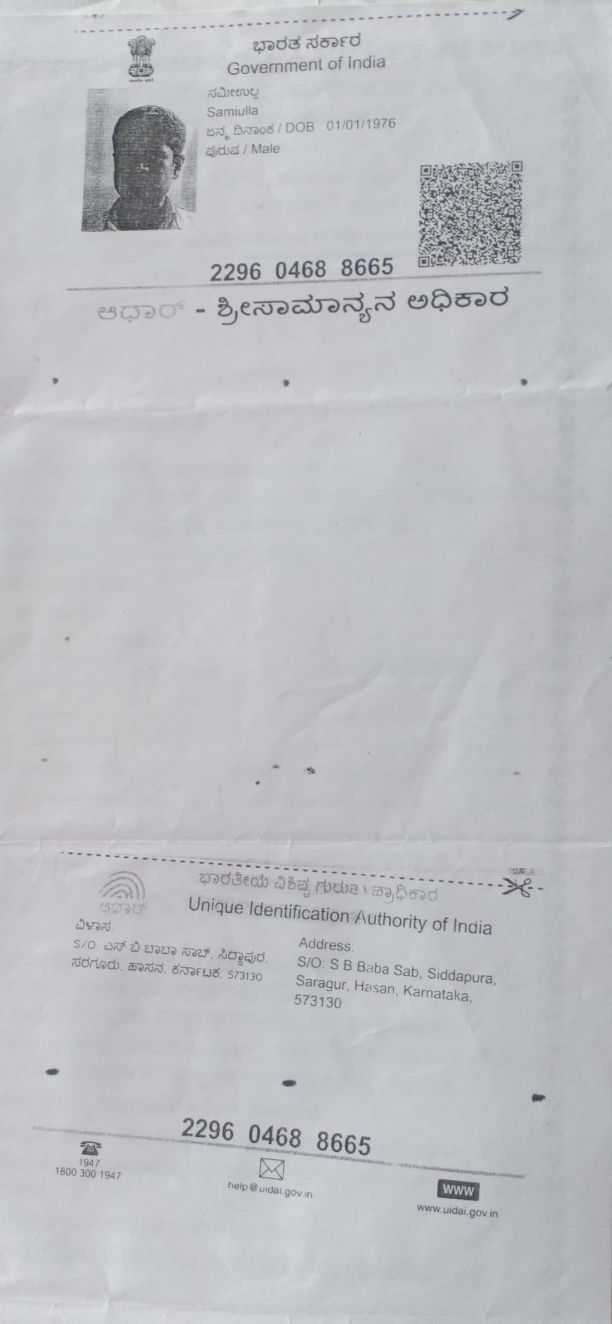 ಭಾರತ ಸರ್ಕಾರ
Government of India
ಸಮೀಉಲ್ಲ
Samiulla
ಜನ್ಮ ದಿನಾಂಕ / DOB 01/01/1976
ಪುರುಷ / Male
2296 0468 8665
ಆಧಾರ್ - ಶ್ರೀಸಾಮಾನ್ಯನ ಅಧಿಕಾರ
ಭಾರತೀಯ ವಿಶಿಷ್ಟ ಗುರುತು ಪ್ರಾಧಿಕಾರ
Unique Identification Authority of India
ಆಧಾರ್
ವಿಳಾಸ:
S/O ಎಸ್ ಬಿ ಬಾಬಾ ಸಾಬ್, ಸಿದ್ದಾಪುರ,
ಸರಗೂರು, ಹಾಸನ, ಕರ್ನಾಟಕ, 573130
Address:
S/O: S B Baba Sab, Siddapura,
Saragur, Hasan, Karnataka,
573130
2296 0468 8665
1947
1800 300 1947
help@uidai.gov.in
www
www.uidai.gov.in